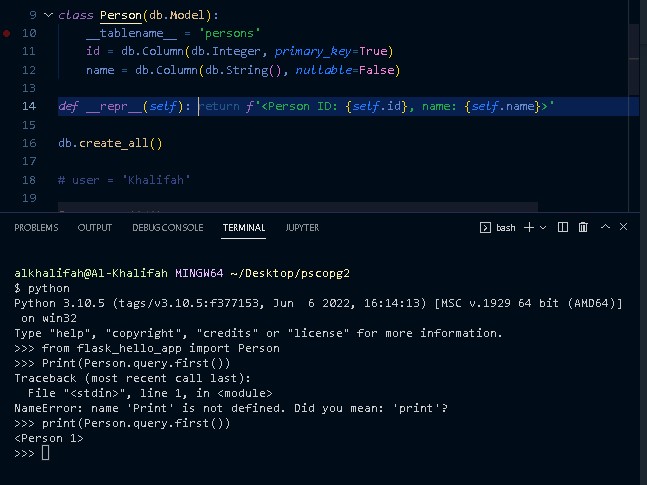 9 class Person(db.Model):
10 __tablename__ = 'persons'
11 id = db.Column(db.Integer, primary_key=True)
12 name = db.Column(db.String(), nullable=False)
13
14 def __repr__(self): return f'<Person ID: {self.id}, name: {self.name}>'
15
16 db.create_all()
17
18 # user = 'Khalifah'
19
PROBLEMS OUTPUT DEBUG CONSOLE TERMINAL JUPYTER bash
alkhalifah@Al-Khalifah MINGW64 ~/Desktop/pscopg2
$ python
Python 3.10.5 (tags/v3.10.5:f377153, Jun  6 2022, 16:14:13) [MSC v.1929 64 bit (AMD64)]
on win32
Type "help", "copyright", "credits" or "license" for more information.
>>> from flask_hello_app import Person
>>> Print(Person.query.first())
Traceback (most recent call last):
File "<stdin>", line 1, in <module>
NameError: name 'Print' is not defined. Did you mean: 'print'?
>>> print(Person.query.first())
<Person 1>
>>>